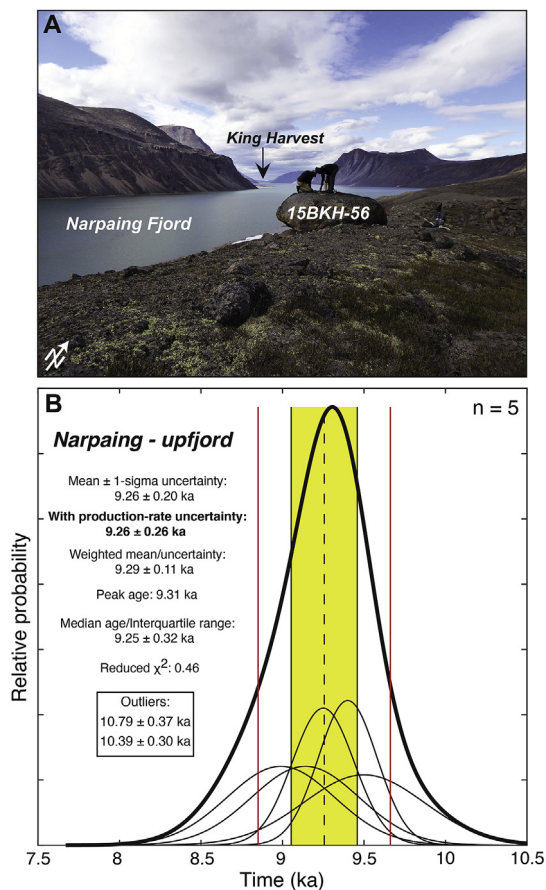 A
King Harvest
15BKH-56
Narpaing Fjord
N
B
n = 5
Narpaing - upfjord
Mean ± 1-sigma uncertainty:
9.26 ± 0.20 ka
With production-rate uncertainty:
9.26 ± 0.26 ka
Weighted mean/uncertainty:
9.29 ± 0.11 ka
Peak age: 9.31 ka
Median age/Interquartile range:
9.25 ± 0.32 ka
Reduced χ²: 0.46
Outliers:
10.79 ± 0.37 ka
10.39 ± 0.30 ka
Relative probability
7.5 8 8.5 9 9.5 10 10.5
Time (ka)